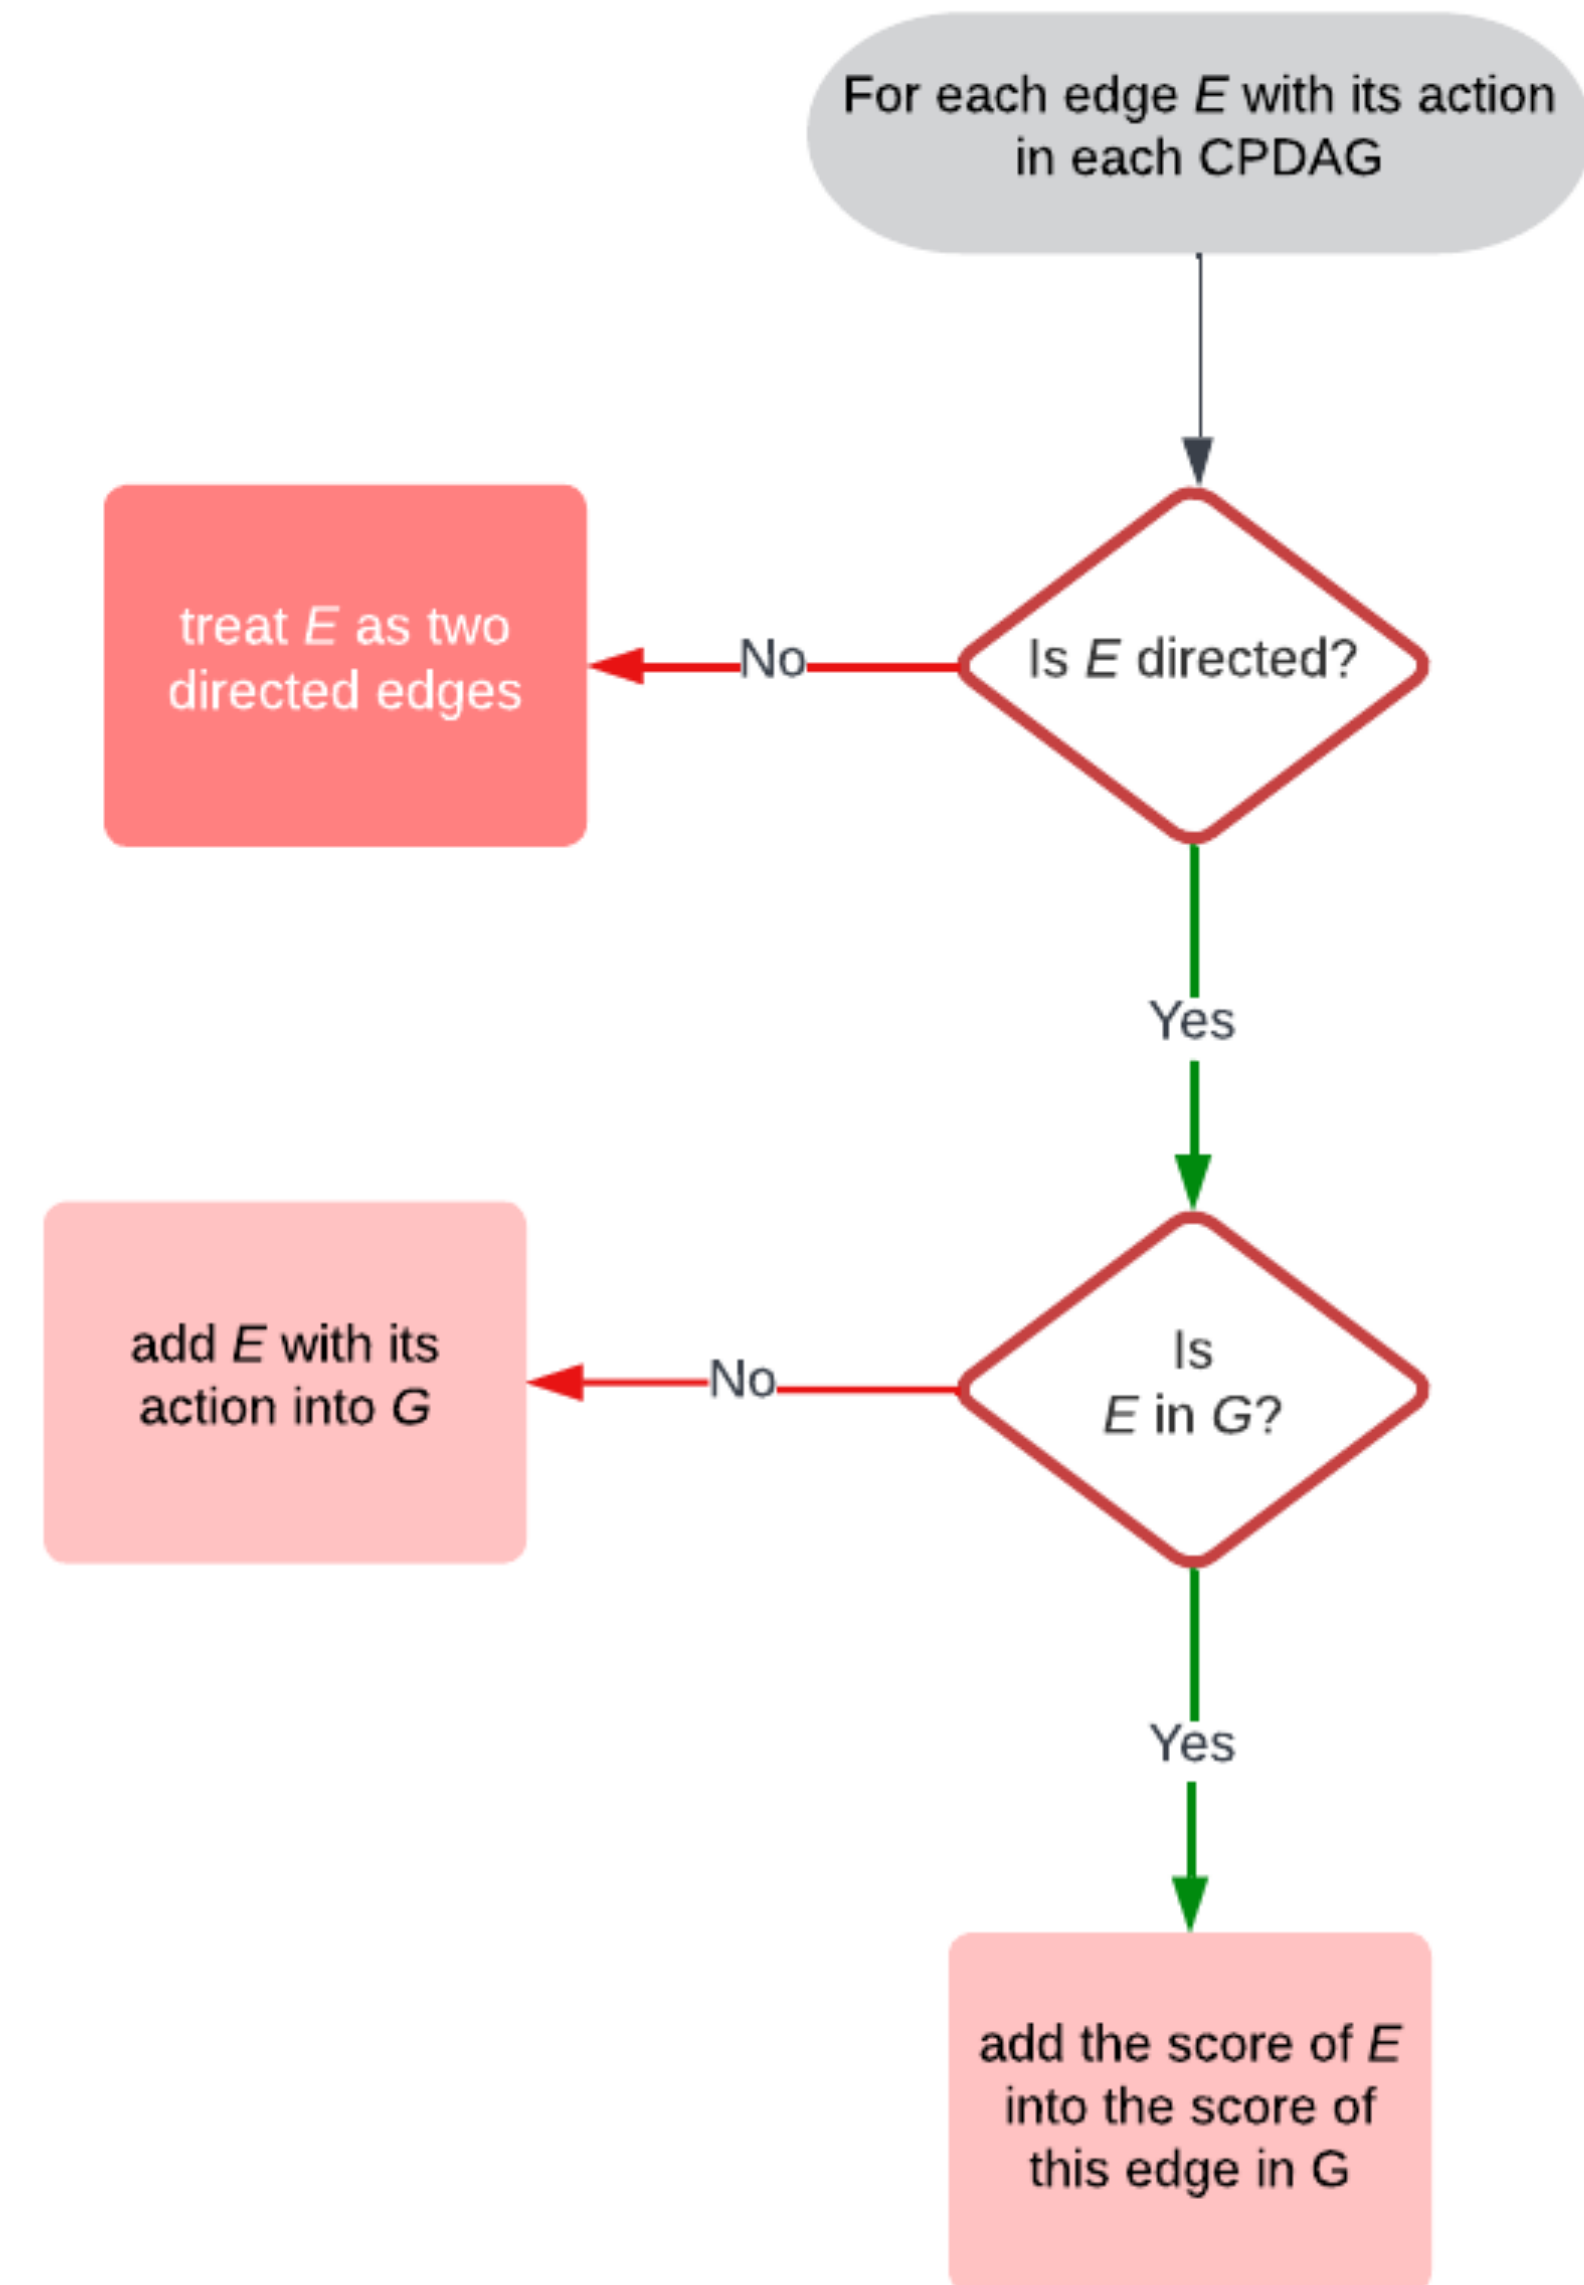 For each edge E with its action
in each CPDAG
Is E directed?
No
treat E as two
directed edges
Yes
Is
E in G?
No
add E with its
action into G
Yes
add the score of E
into the score of
this edge in G